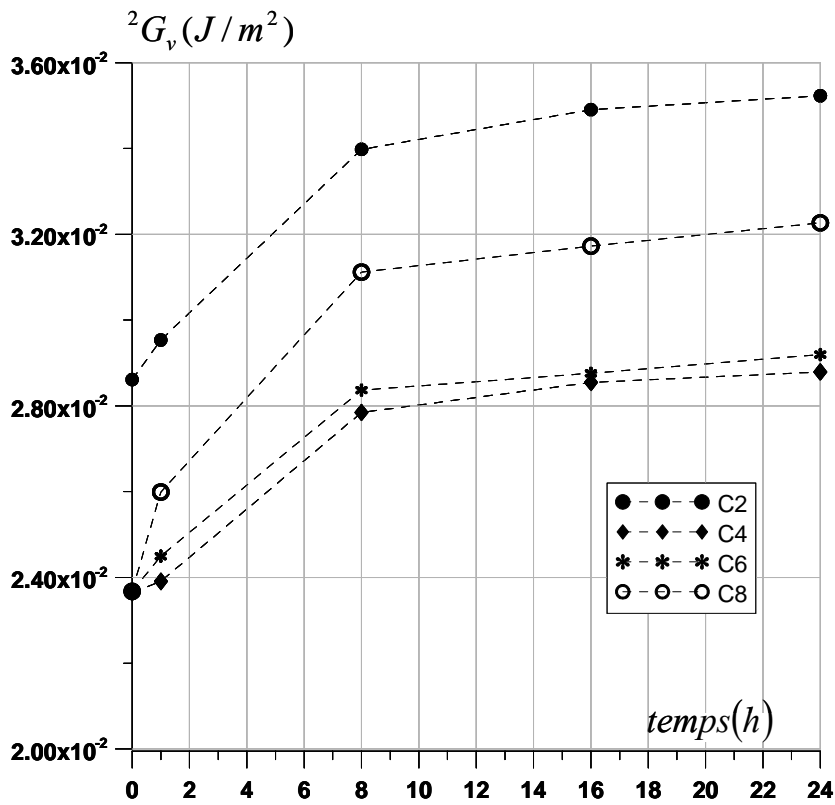 ²Gᵥ(J/m²)
3.60x10⁻²
3.20x10⁻²
2.80x10⁻²
2.40x10⁻²
2.00x10⁻²
C2
C4
C6
C8
temps(h)
0 2 4 6 8 10 12 14 16 18 20 22 24